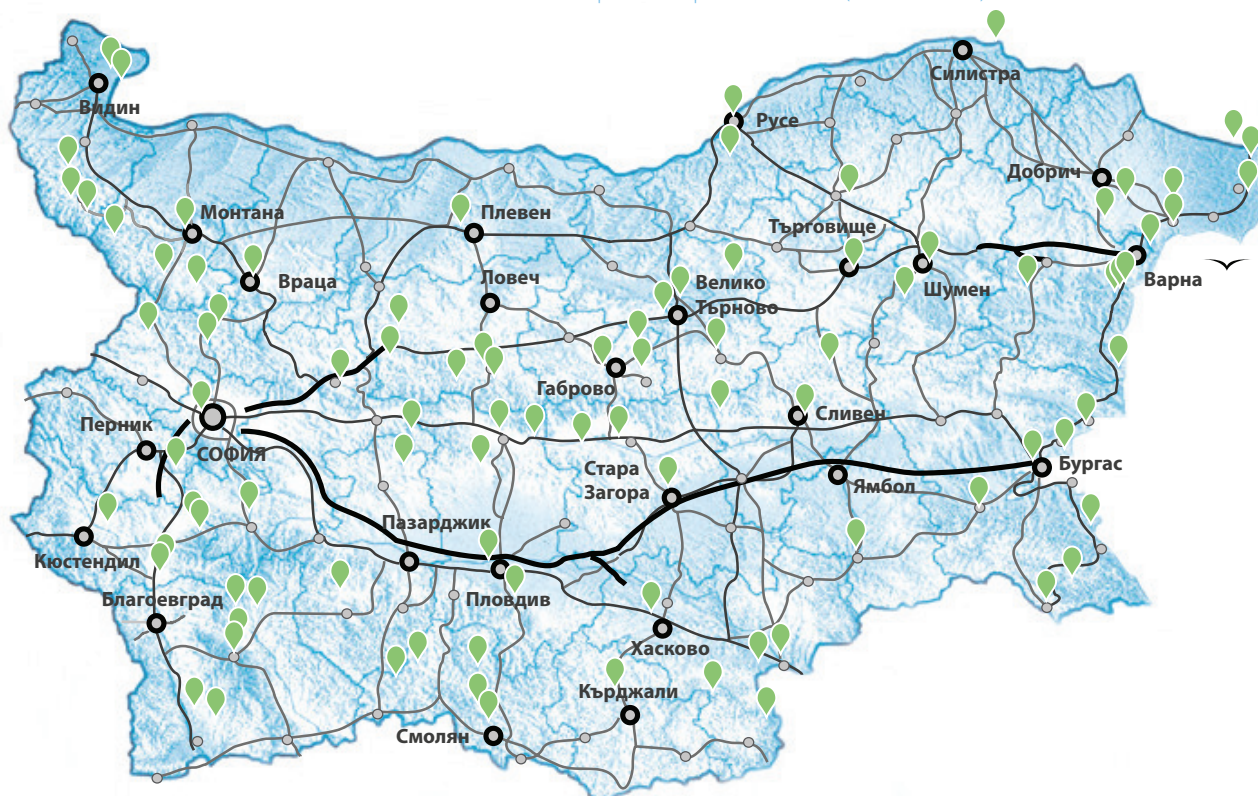 Силистра
Видин
Русе
Добрич
Монтана
Плевен
Търговище
Варна
Враца
Ловеч
Велико
Търново
Шумен
Габрово
Перник
СОФИЯ
Сливен
Стара
Загора
Бургас
Ямбол
Пазарджик
Кюстендил
Благоевград
Пловдив
Хасково
Кърджали
Смолян